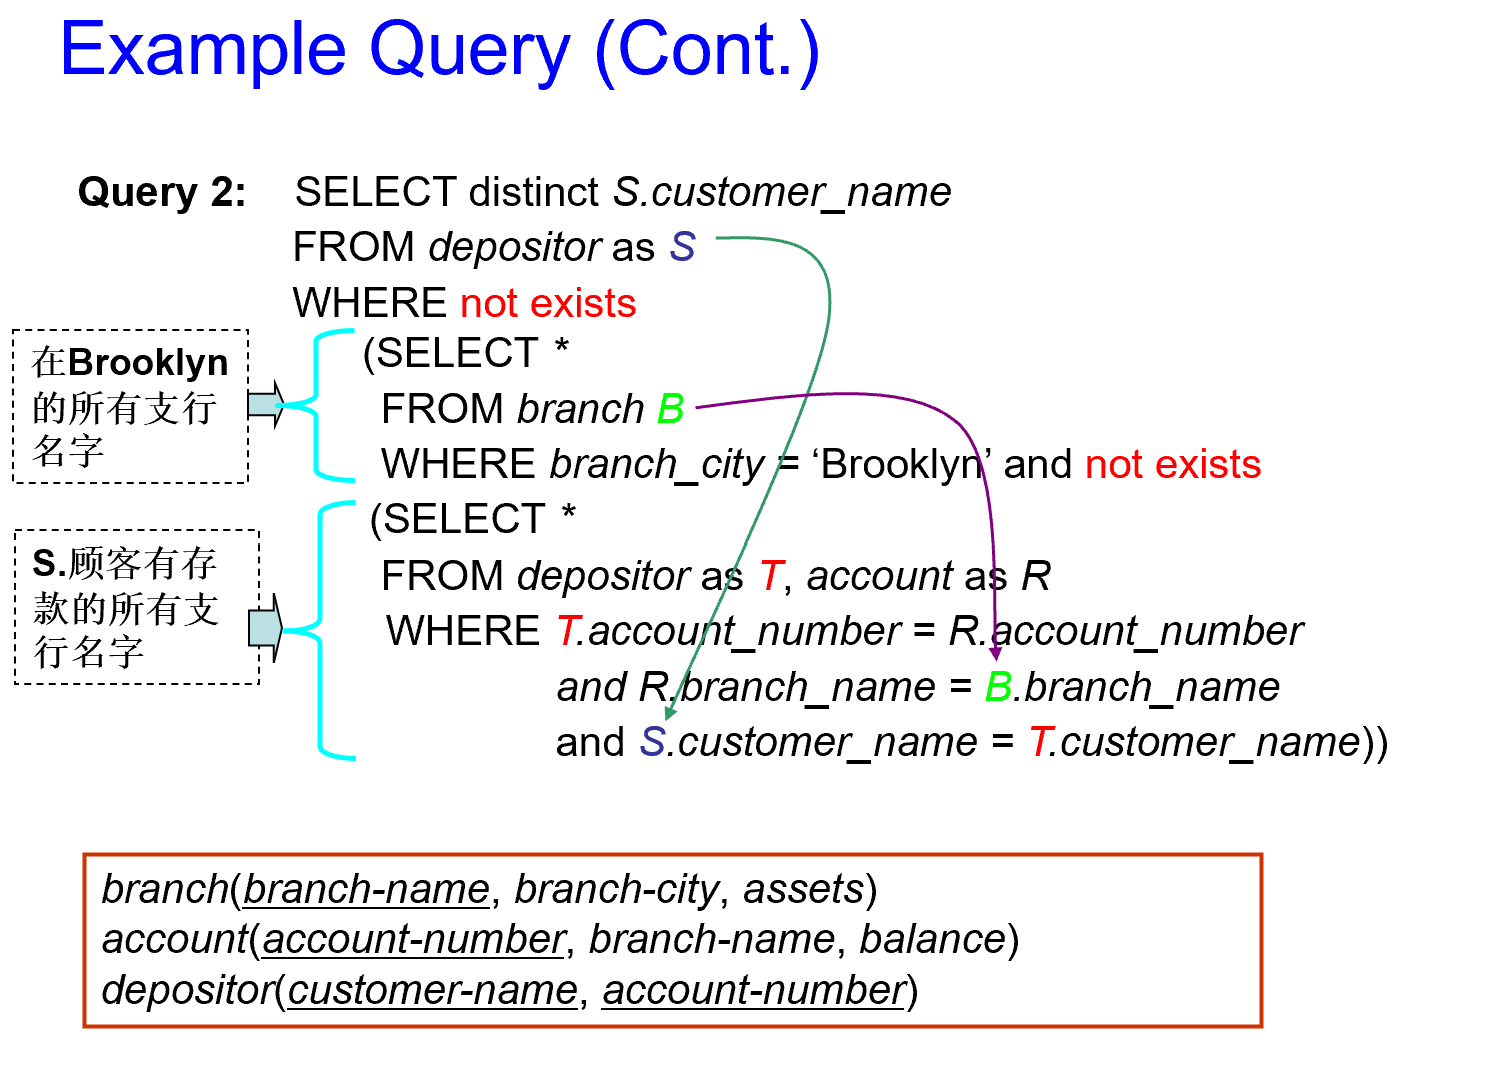 Example Query (Cont.)
Query 2: SELECT distinct S.customer_name
FROM depositor as S
WHERE not exists
(SELECT *
FROM branch B
WHERE branch_city = ‘Brooklyn’ and not exists
(SELECT *
FROM depositor as T, account as R
WHERE T.account_number = R.account_number
and R.branch_name = B.branch_name
and S.customer_name = T.customer_name))
在Brooklyn
的所有支行
名字
S.顾客有存
款的所有支
行名字
branch(branch-name, branch-city, assets)
account(account-number, branch-name, balance)
depositor(customer-name, account-number)